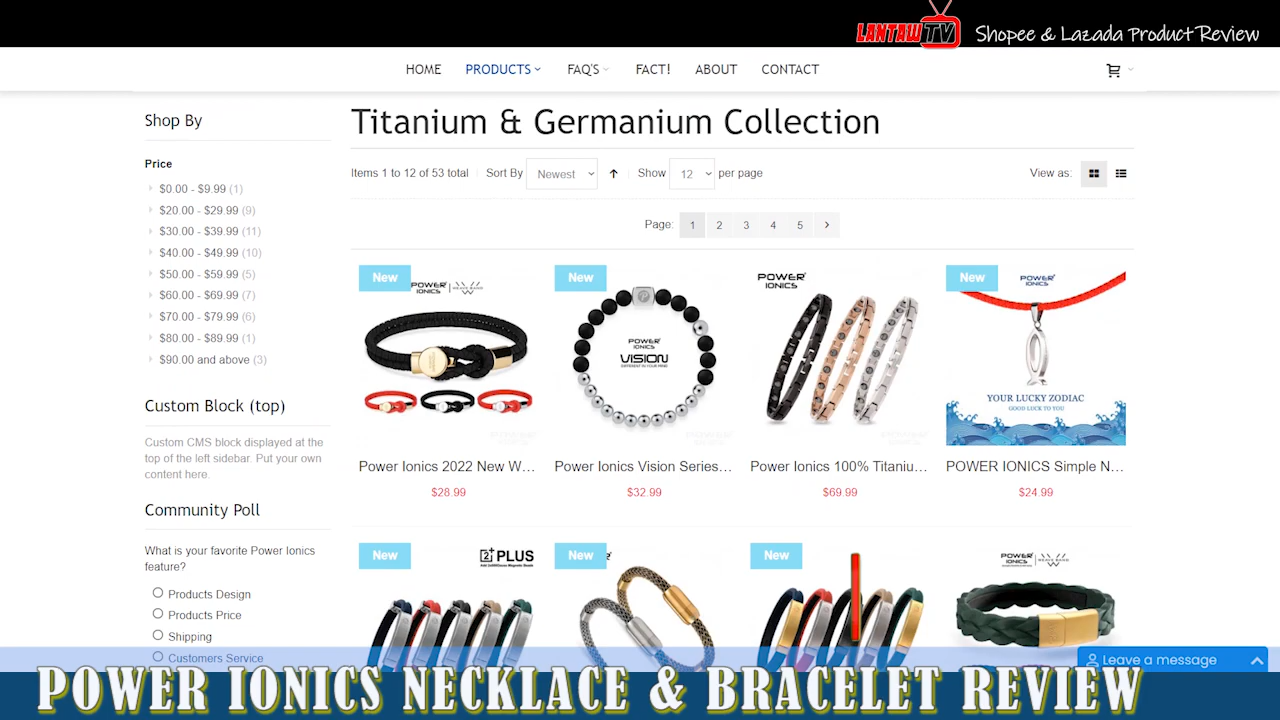 LANTAW TV Shopee & Lazada Product Review
HOME PRODUCTS FAQ'S FACT! ABOUT CONTACT
Shop By
Price
$0.00 - $9.99 (1)
$20.00 - $29.99 (9)
$30.00 - $39.99 (11)
$40.00 - $49.99 (10)
$50.00 - $59.99 (5)
$60.00 - $69.99 (7)
$70.00 - $79.99 (6)
$80.00 - $89.99 (1)
$90.00 and above (3)
Custom Block (top)
Custom CMS block displayed at the
top of the left sidebar. Put your own
content here.
Community Poll
What is your favorite Power Ionics
feature?
Products Design
Products Price
Shipping
Customers Service
Titanium & Germanium Collection
Items 1 to 12 of 53 total Sort By Newest Show 12 per page View as:
Page: 1 2 3 4 5
New
POWER IONICS WEAVE BAND
Power Ionics 2022 New W...
$28.99
New
POWER
IONICS
VISION
DIFFERENT IN YOUR MIND
Power Ionics Vision Series...
$32.99
POWER
IONICS
Power Ionics 100% Titaniu...
$69.99
New
POWER
IONICS
YOUR LUCKY ZODIAC
GOOD LUCK TO YOU
POWER IONICS Simple N...
$24.99
New
2+ PLUS
New
New
POWER
IONICS
Leave a message
POWER IONICS NECKLACE & BRACELET REVIEW